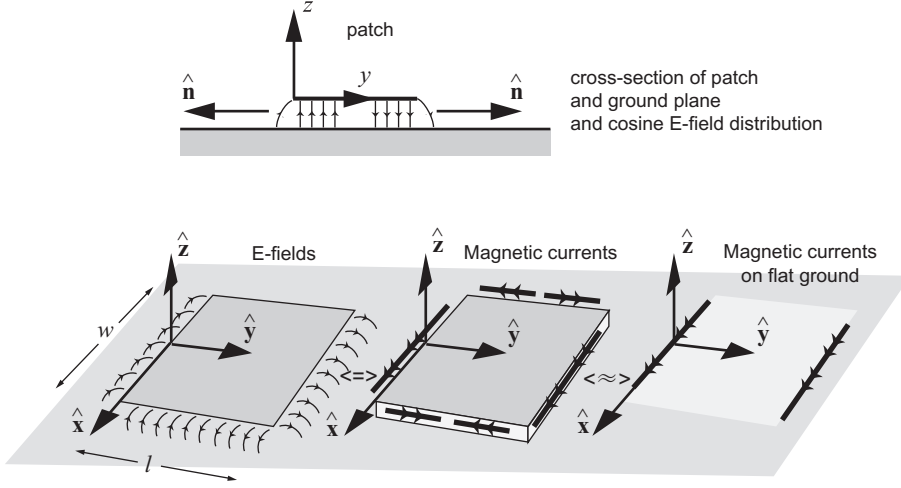 z
patch
n̂
y
n̂
cross-section of patch
and ground plane
and cosine E-field distribution
ẑ
E-fields
ẑ
Magnetic currents
ẑ
Magnetic currents
on flat ground
w
ŷ
ŷ
ŷ
<=>
<≈>
x̂
x̂
x̂
l